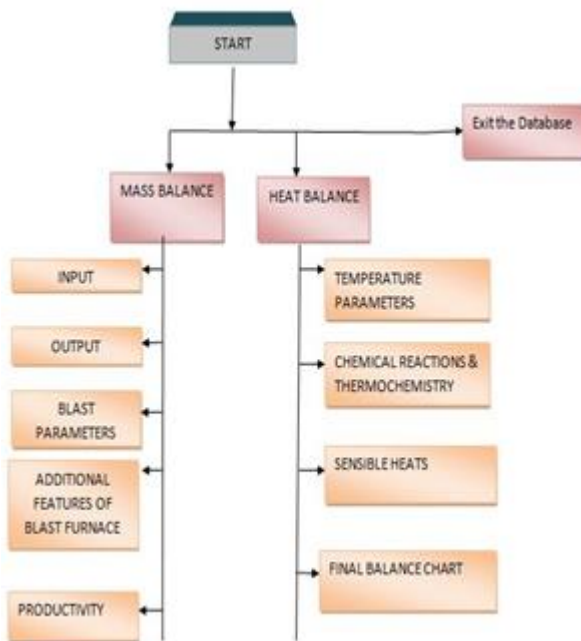 START
Exit the Database
MASS BALANCE
HEAT BALANCE
INPUT
OUTPUT
BLAST
PARAMETERS
ADDITIONAL
FEATURES OF
BLAST FURNACE
PRODUCTIVITY
TEMPERATURE
PARAMETERS
CHEMICAL REACTIONS &
THERMOCHEMISTRY
SENSIBLE HEATS
FINAL BALANCE CHART